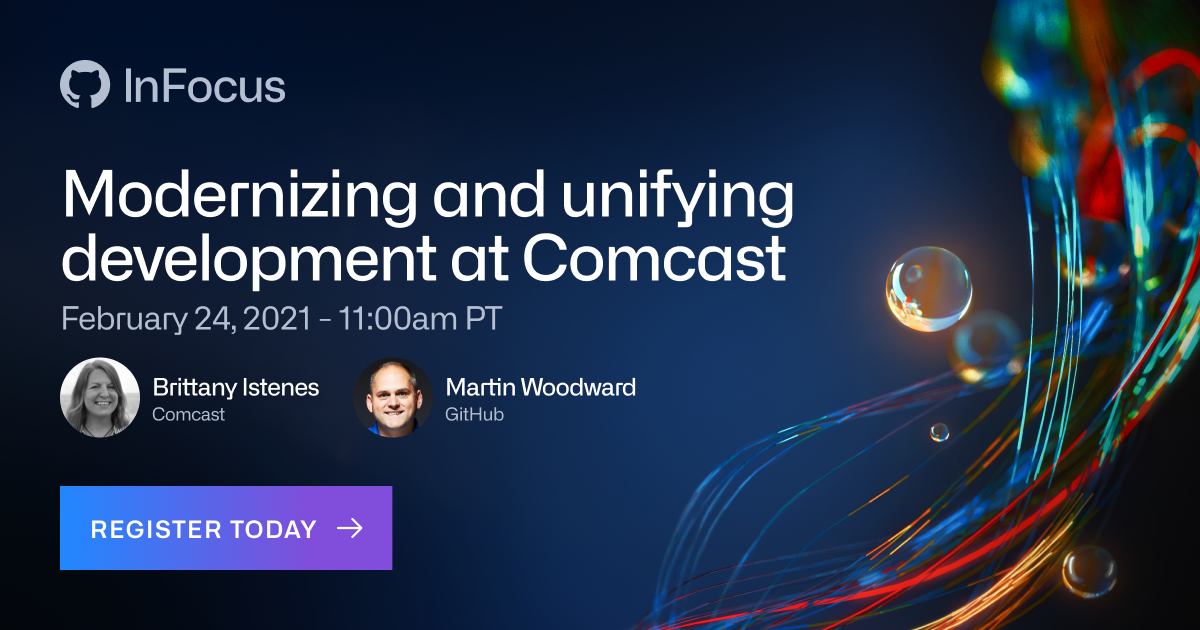 InFocus
Modernizing and unifying
development at Comcast
February 24, 2021 - 11:00am PT
Brittany Istenes
Comcast
Martin Woodward
GitHub
REGISTER TODAY →